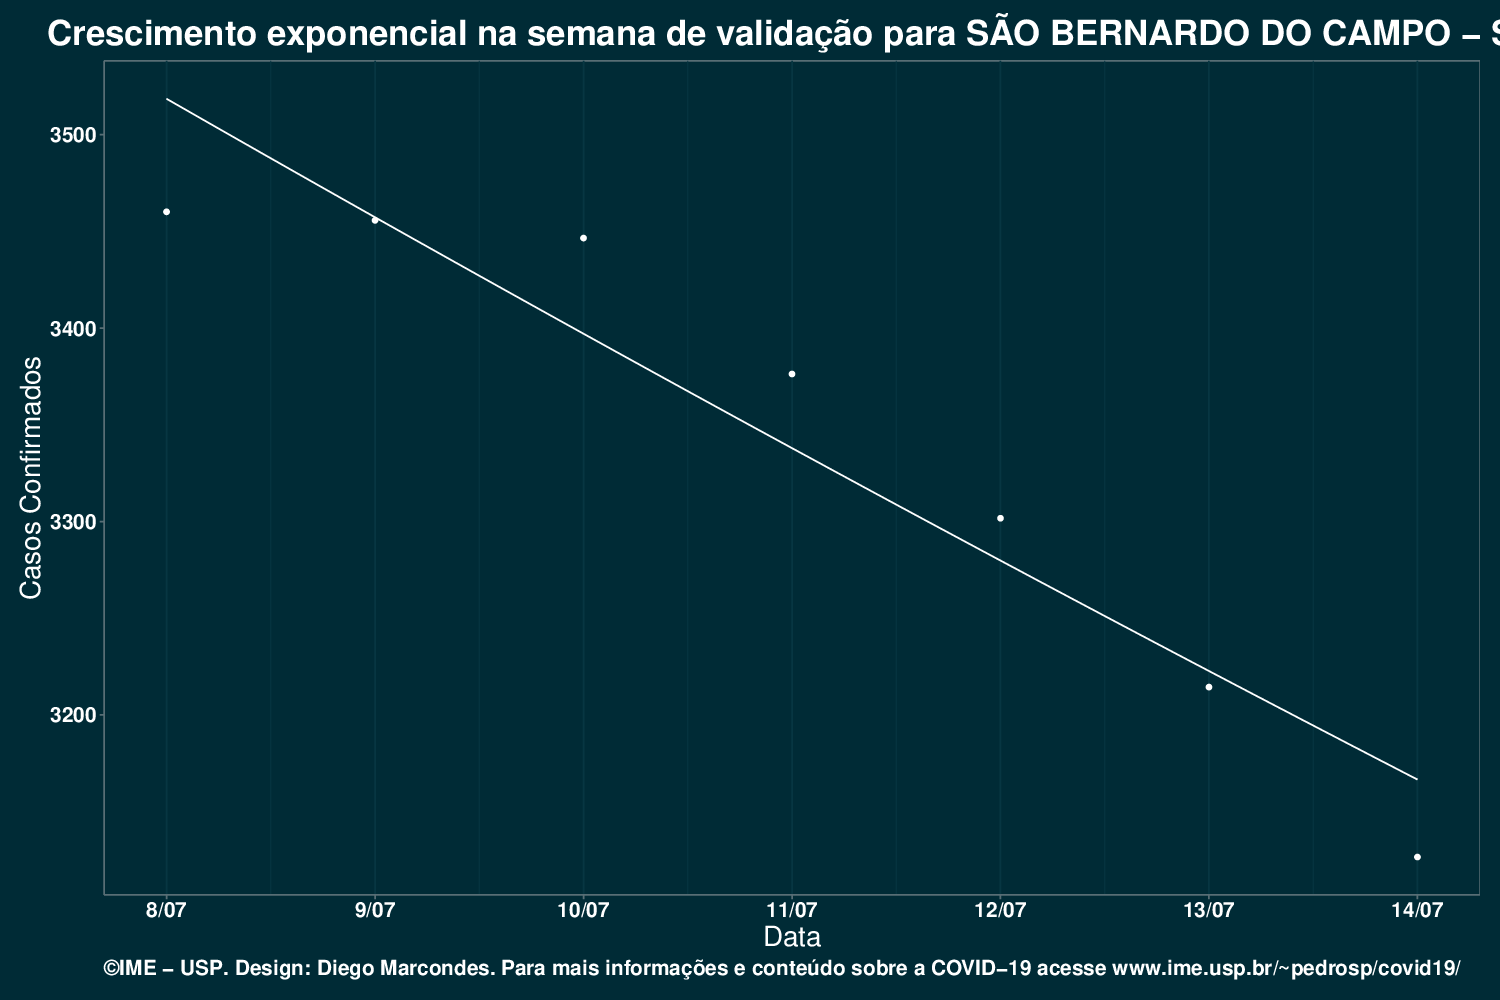 Crescimento exponencial na semana de validação para SÃO BERNARDO DO CAMPO – S
3500
3400
3300
3200
Casos Confirmados
8/07 9/07 10/07 11/07 12/07 13/07 14/07
Data
©IME – USP. Design: Diego Marcondes. Para mais informações e conteúdo sobre a COVID–19 acesse www.ime.usp.br/~pedrosp/covid19/